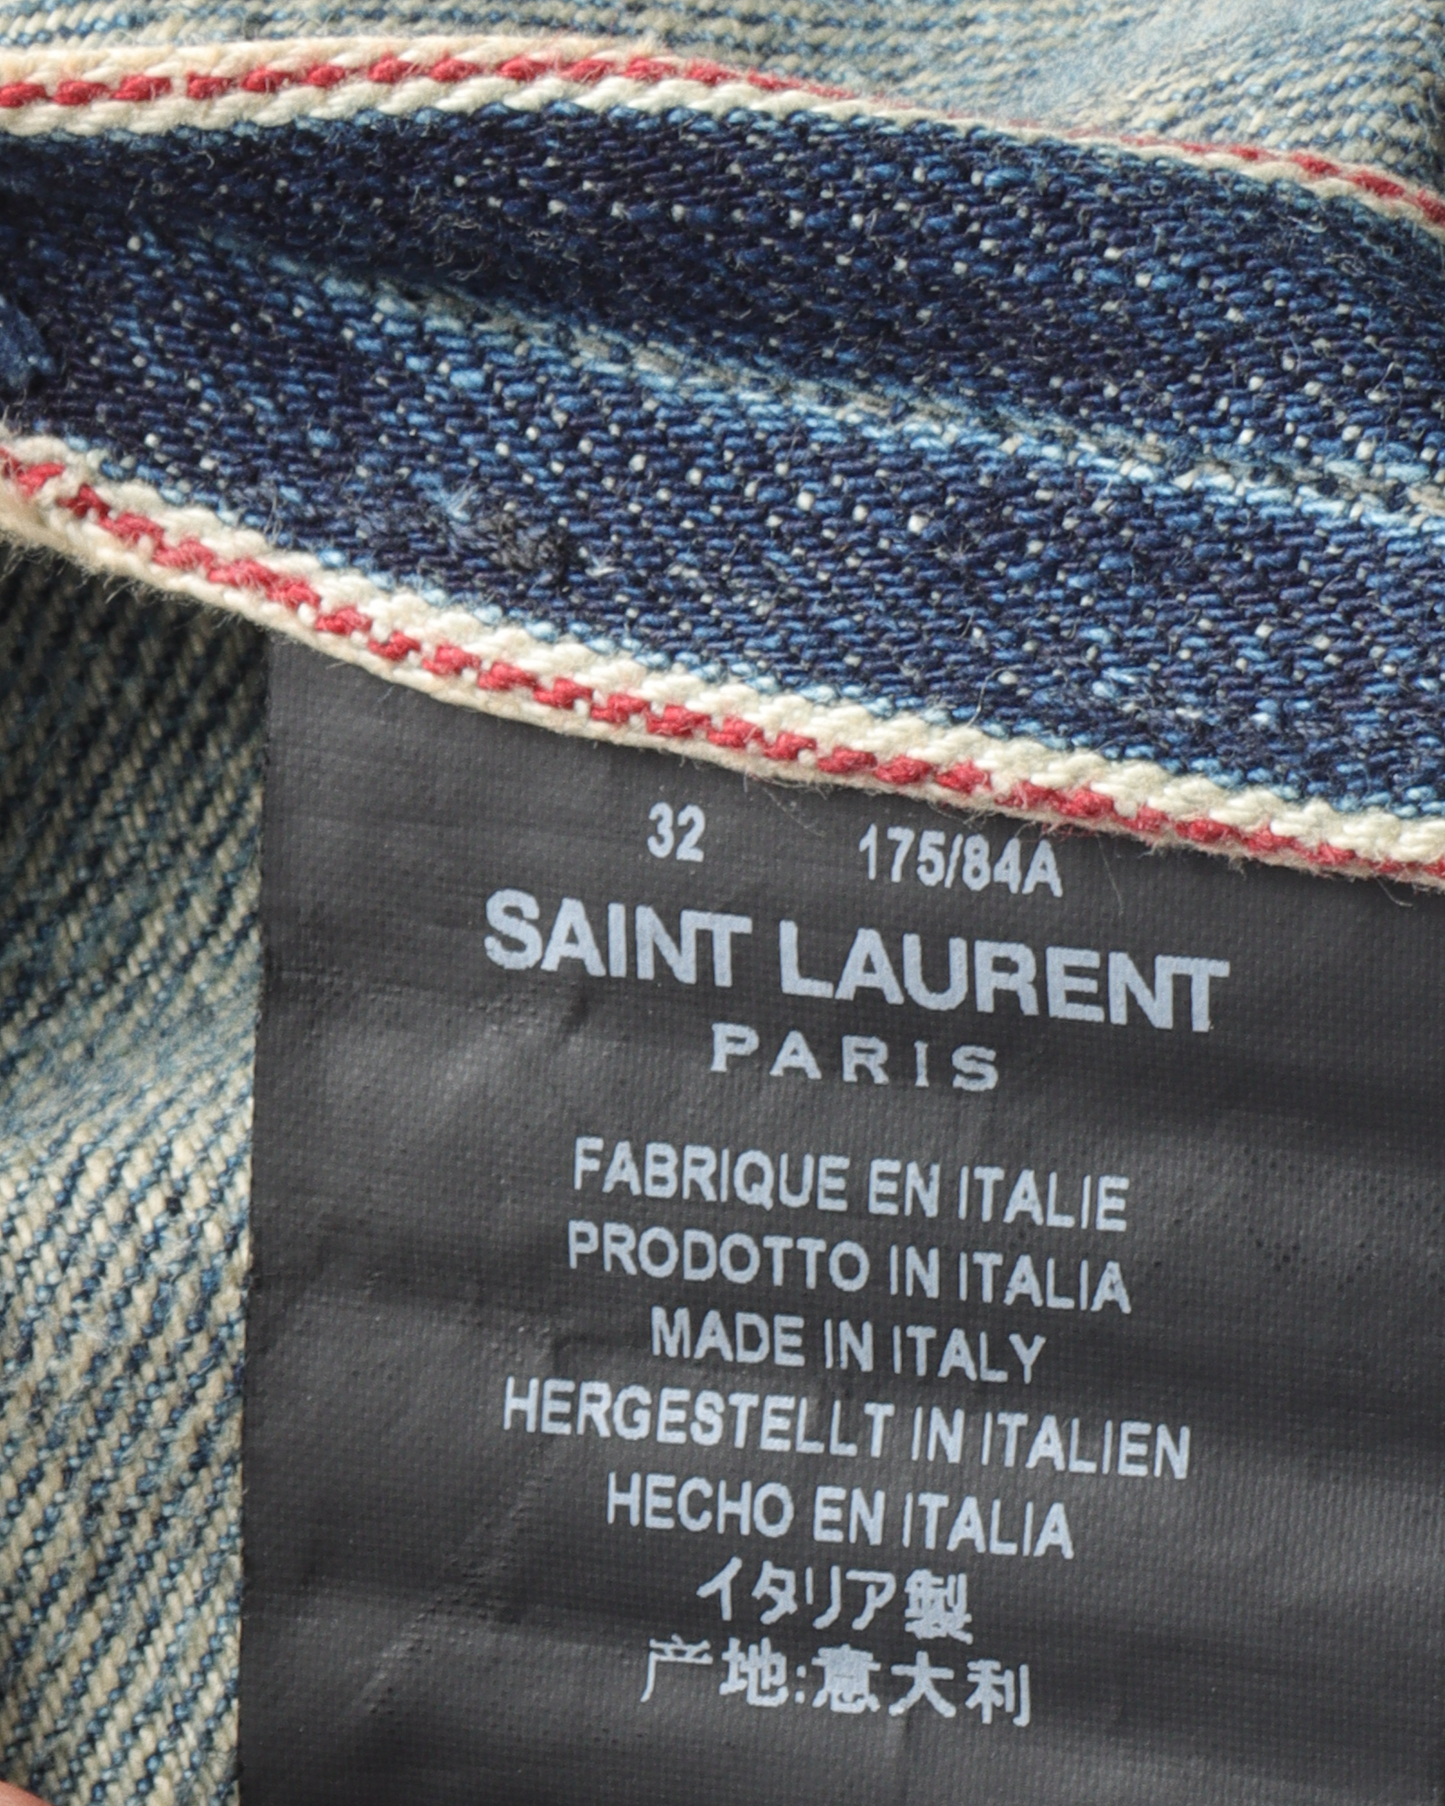 32 175/84A
SAINT LAURENT
PARIS
FABRIQUE EN ITALIE
PRODOTTO IN ITALIA
MADE IN ITALY
HERGESTELLT IN ITALIEN
HECHO EN ITALIA
イタリア製
产地:意大利